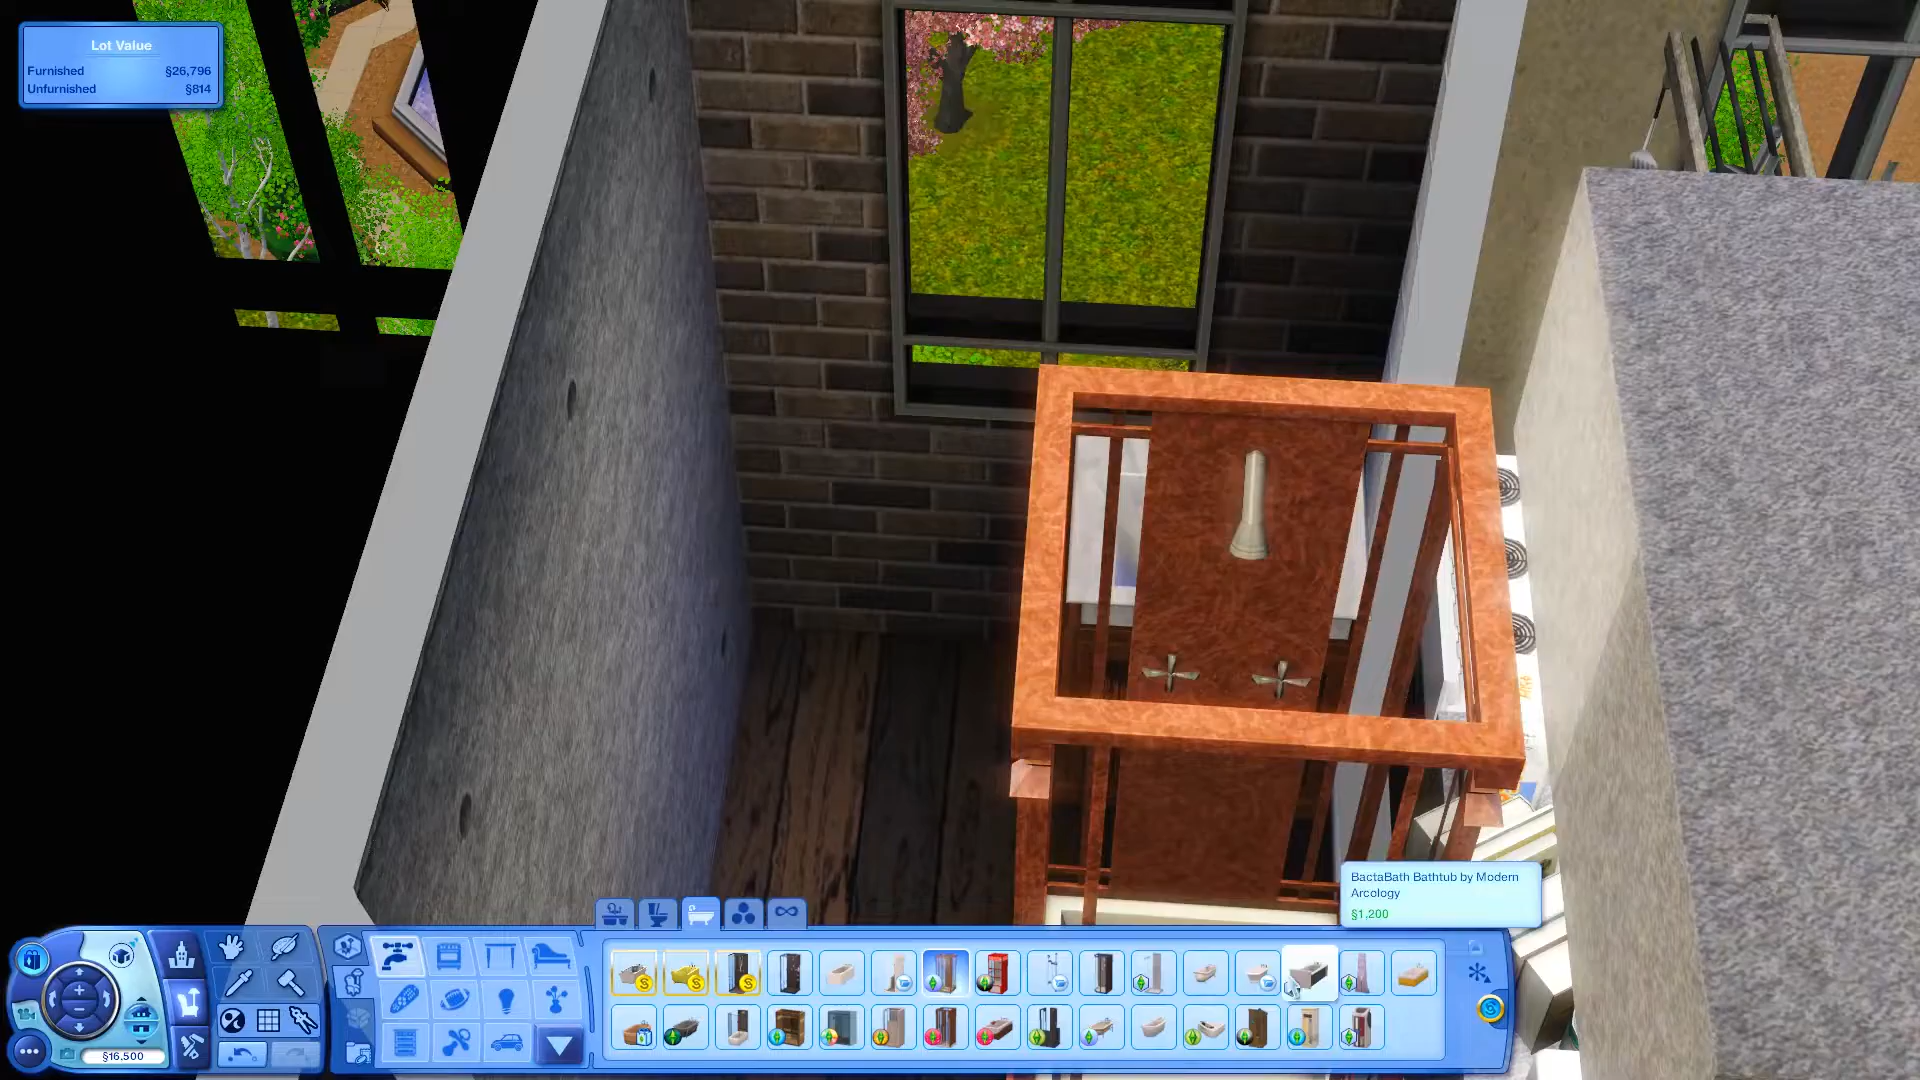 Lot Value
Furnished §26,796
Unfurnished §814
BactaBath Bathtub by Modern
Arcology
§1,200
§16,500